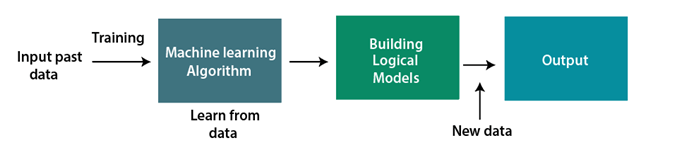 Training
Input past
data
Machine learning
Algorithm
Learn from
data
Building
Logical
Models
New data
Output